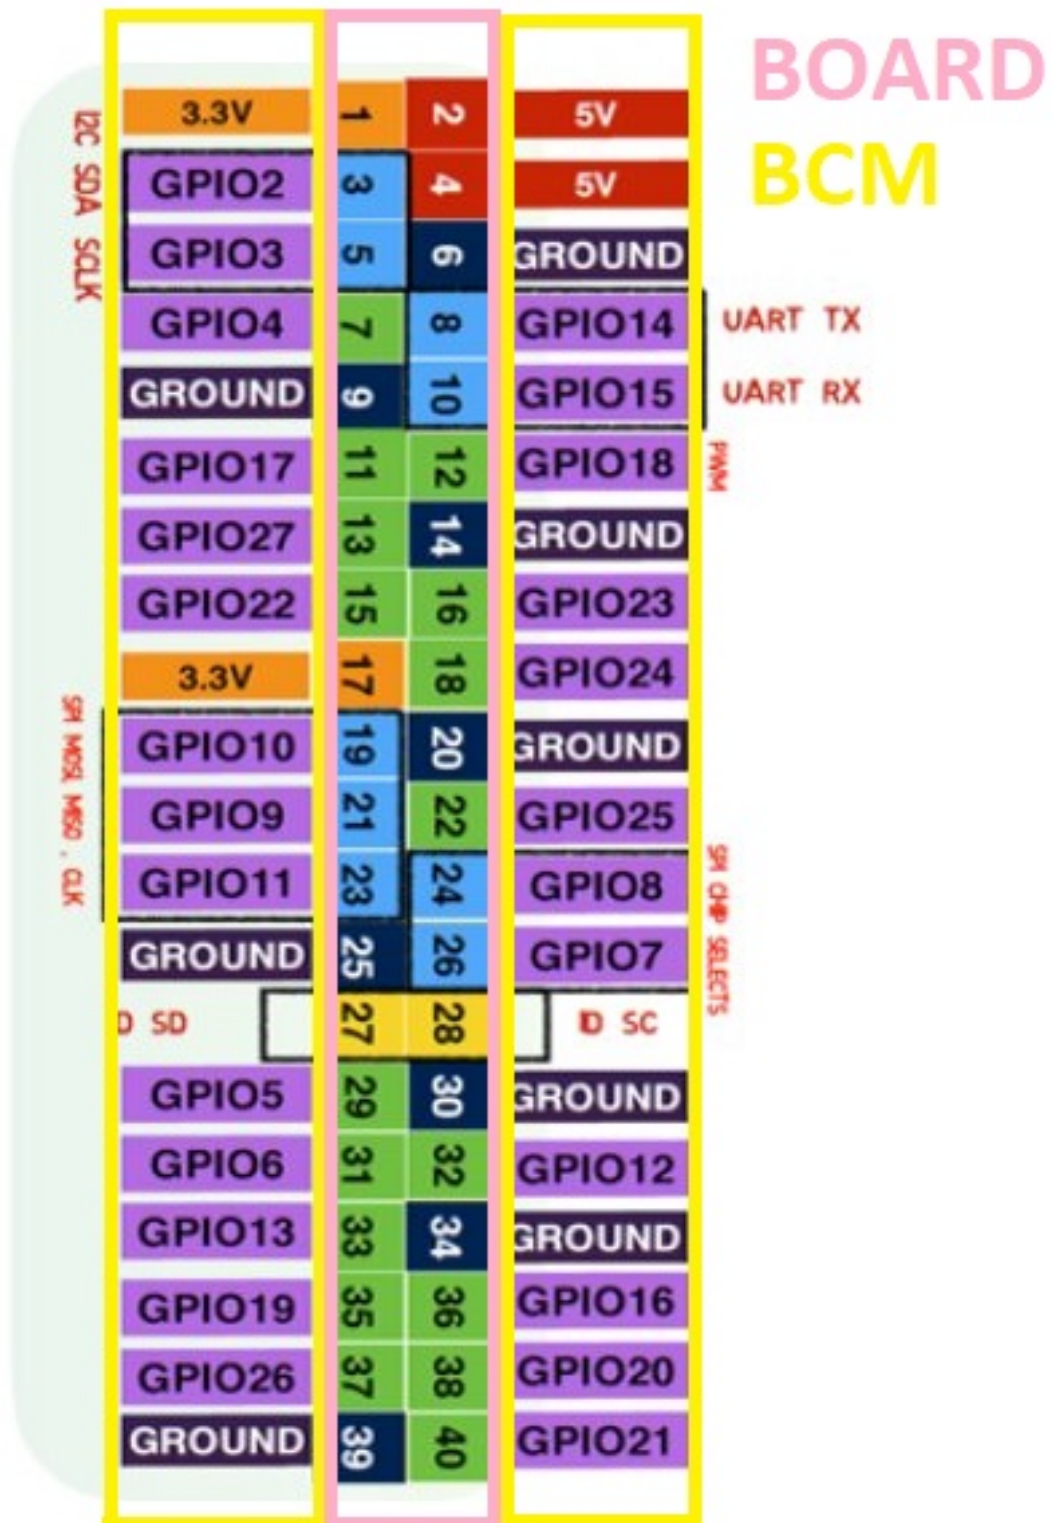 BOARD
BCM
3.3V 1 2 5V
GPIO2 3 4 5V
GPIO3 5 6 GROUND
I2C SDA SCLK
GPIO4 7 8 GPIO14 UART TX
GROUND 9 10 GPIO15 UART RX
GPIO17 11 12 GPIO18 PWM
GPIO27 13 14 GROUND
GPIO22 15 16 GPIO23
3.3V 17 18 GPIO24
GPIO10 19 20 GROUND
GPIO9 21 22 GPIO25
GPIO11 23 24 GPIO8
SPI MOSI, MISO, CLK
GROUND 25 26 GPIO7
SPI CHIP SELECTS
D SD 27 28 ID SC
GPIO5 29 30 GROUND
GPIO6 31 32 GPIO12
GPIO13 33 34 GROUND
GPIO19 35 36 GPIO16
GPIO26 37 38 GPIO20
GROUND 39 40 GPIO21